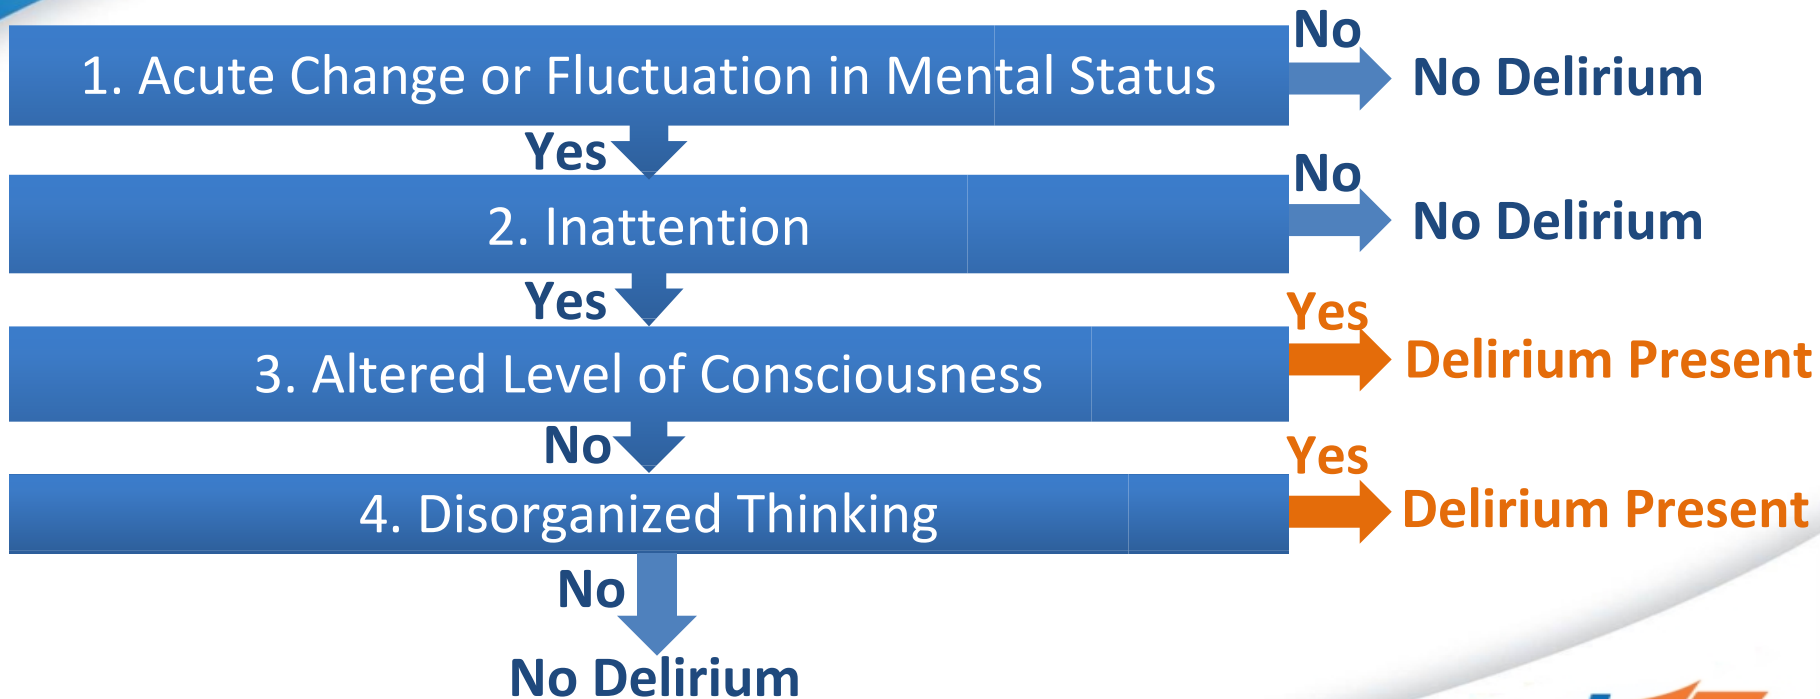 No
1. Acute Change or Fluctuation in Mental Status
No Delirium
Yes
No
2. Inattention
No Delirium
Yes
Yes
3. Altered Level of Consciousness
Delirium Present
No
Yes
4. Disorganized Thinking
Delirium Present
No
No Delirium